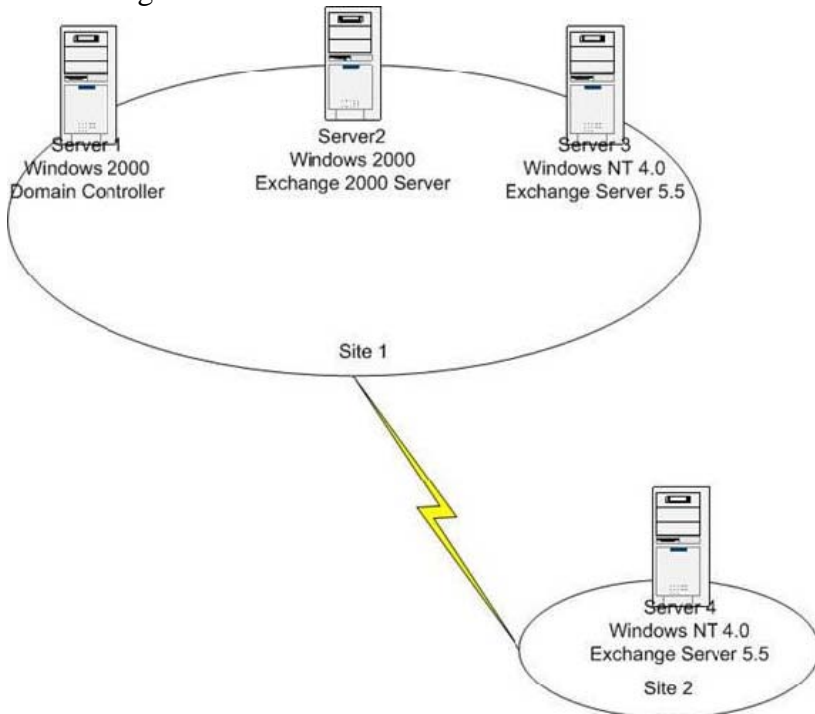 Server 1
Windows 2000
Domain Controller
Server2
Windows 2000
Exchange 2000 Server
Server 3
Windows NT 4.0
Exchange Server 5.5
Site 1
Server 4
Windows NT 4.0
Exchange Server 5.5
Site 2